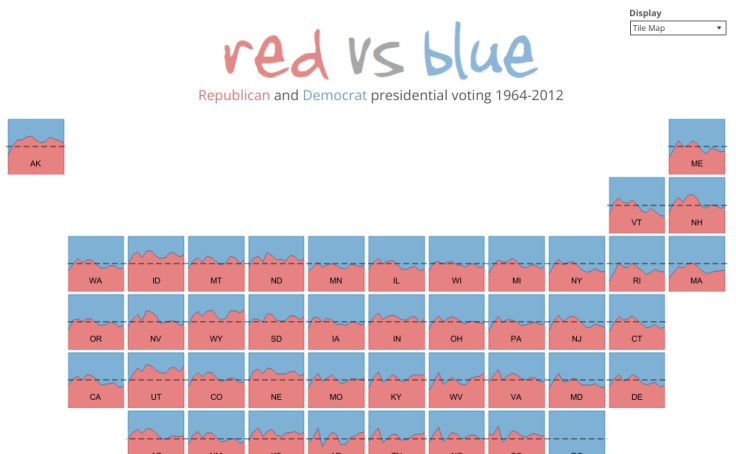 Display
Tile Map
red vs blue
Republican and Democrat presidential voting 1964-2012
AK ME
VT NH
WA ID MT ND MN IL WI MI NY RI MA
OR NV WY SD IA IN OH PA NJ CT
CA UT CO NE MO KY WV VA MD DE